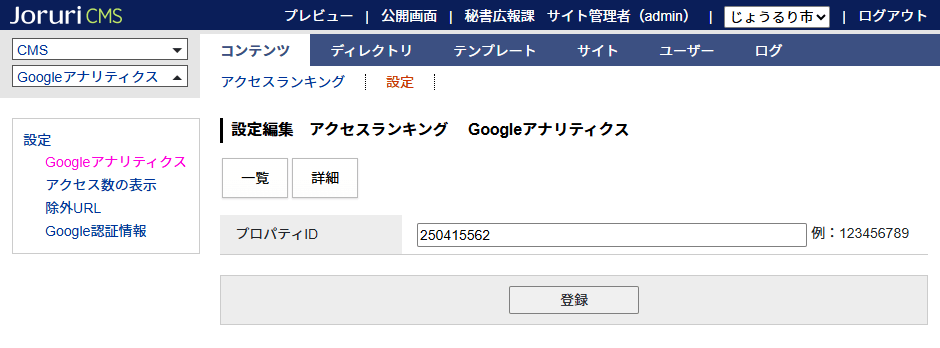 Joruri CMS プレビュー | 公開画面 | 秘書広報課 サイト管理者（admin） | じょうるり市 | ログアウト
CMS
Googleアナリティクス
コンテンツ ディレクトリ テンプレート サイト ユーザー ログ
アクセスランキング 設定
設定
Googleアナリティクス
アクセス数の表示
除外URL
Google認証情報
設定編集 アクセスランキング Googleアナリティクス
一覧 詳細
プロパティID 250415562 例：123456789
登録